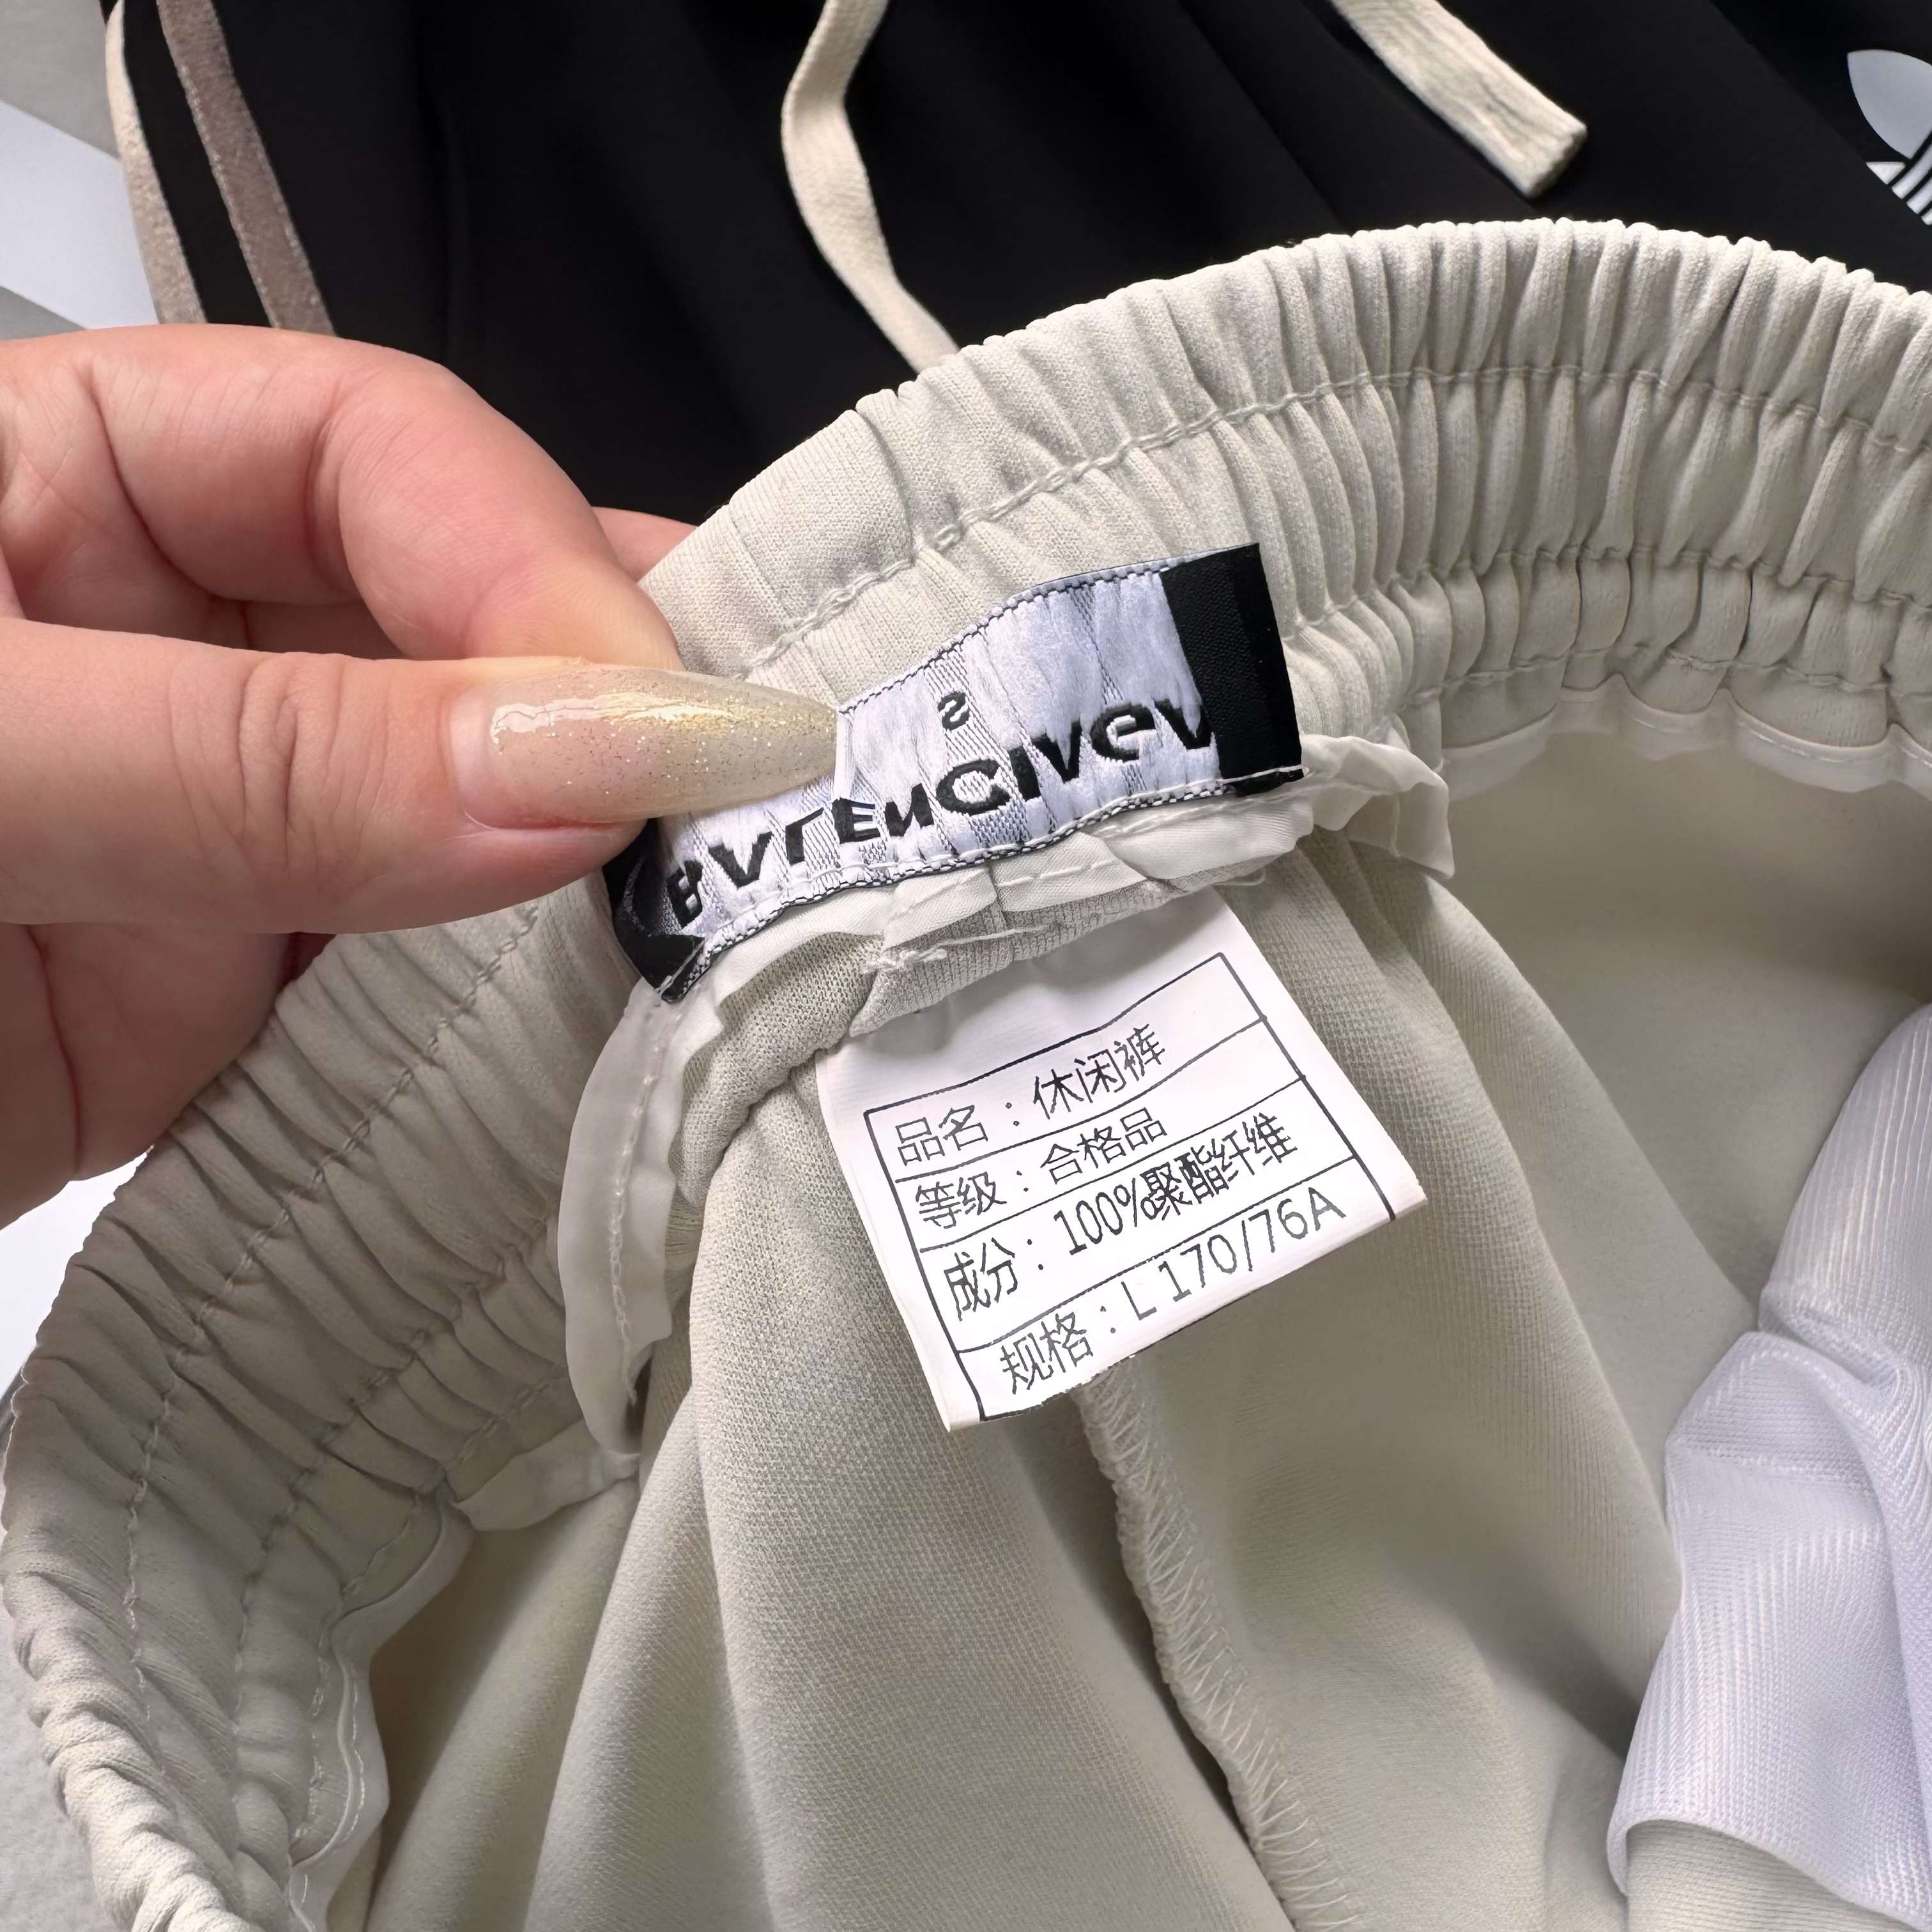 S
品名：休闲裤
等级：合格品
成分：100%聚酯纤维
规格：L 170/76A